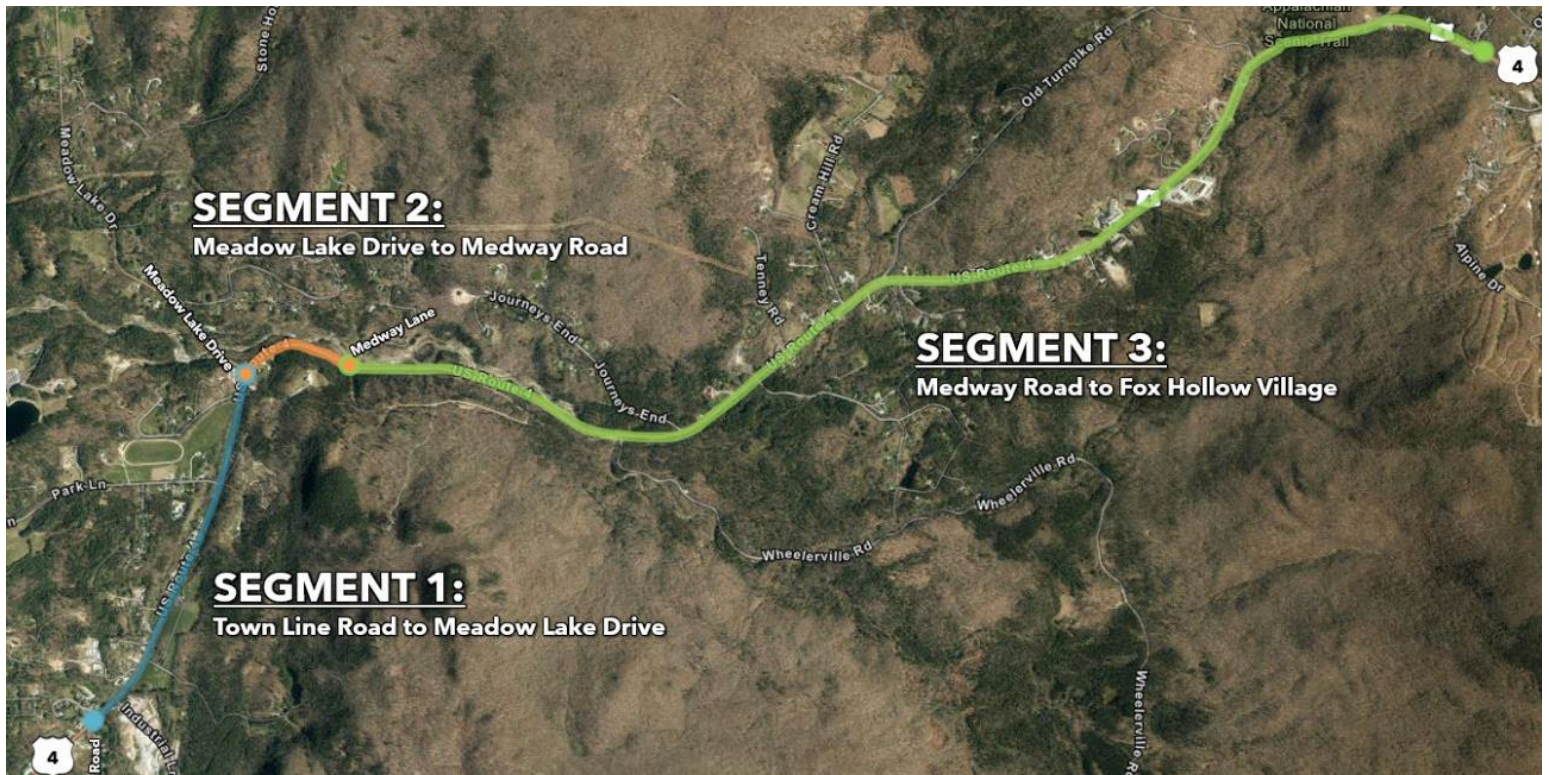 Appalachian
National
Scenic Trail
4
Stone Ho
Old Turnpike Rd
Meadow Lake Dr
Cream Hill Rd
SEGMENT 2:
Meadow Lake Drive to Medway Road
Tenney Rd
Alpine Dr
Meadow Lake Drive
Journeys End
Medway Lane
US Route 4
Journeys End
US Route 4
US Route 4
SEGMENT 3:
Medway Road to Fox Hollow Village
Park Ln
Wheelerville Rd
Wheelerville Rd
US Route 4
SEGMENT 1:
Town Line Road to Meadow Lake Drive
Wheelerville Rd
Industrial Ln
Road
4